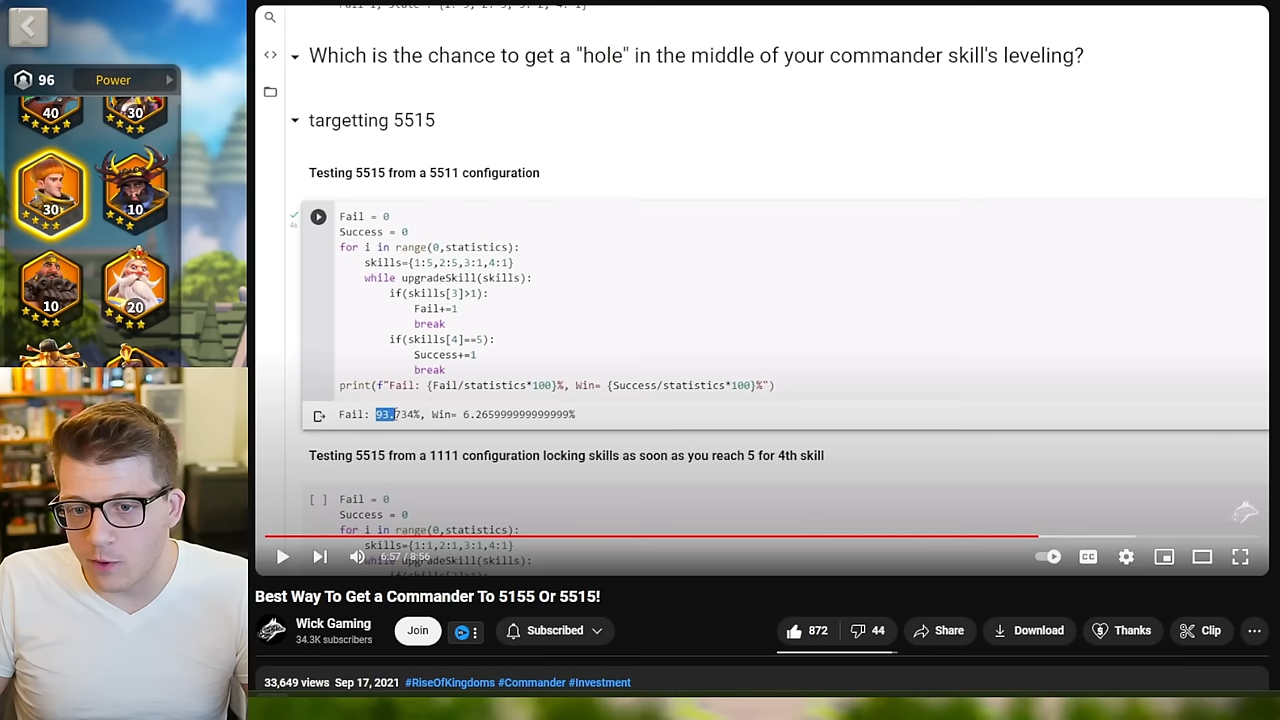 96 Power
40 30
30 10
10 20
Which is the chance to get a "hole" in the middle of your commander skill's leveling?
targetting 5515
Testing 5515 from a 5511 configuration
Fail = 0
Success = 0
for i in range(0,statistics):
skills={1:5,2:5,3:1,4:1}
while upgradeSkill(skills):
if(skills[3]>1):
Fail+=1
break
if(skills[4]==5):
Success+=1
break
print(f"Fail: {Fail/statistics*100}%, Win= {Success/statistics*100}%")
Fail: 93.734%, Win= 6.265999999999999%
Testing 5515 from a 1111 configuration locking skills as soon as you reach 5 for 4th skill
[ ] Fail = 0
Success = 0
for i in range(0,statistics):
skills={1:1,2:1,3:1,4:1}
while upgradeSkill(skills):
6:57 / 8:56
CC
Best Way To Get a Commander To 5155 Or 5515!
Wick Gaming
34.3K subscribers
Join
Subscribed
872
44
Share
Download
Thanks
Clip
33,649 views Sep 17, 2021 #RiseOfKingdoms #Commander #Investment